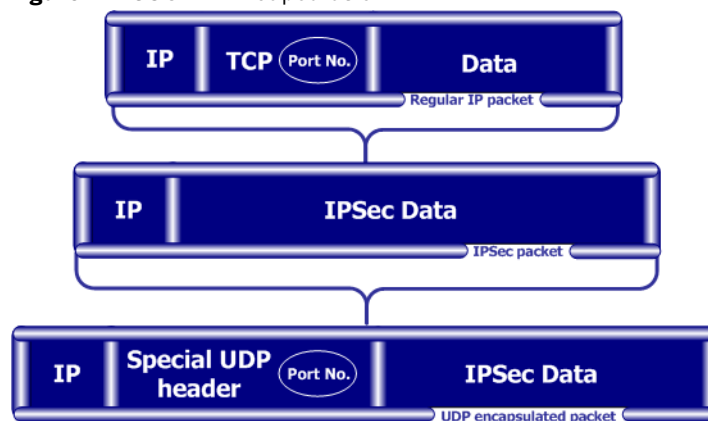 IP TCP Port No. Data
Regular IP packet
IP IPSec Data
IPSec packet
IP Special UDP header Port No. IPSec Data
UDP encapsulated packet